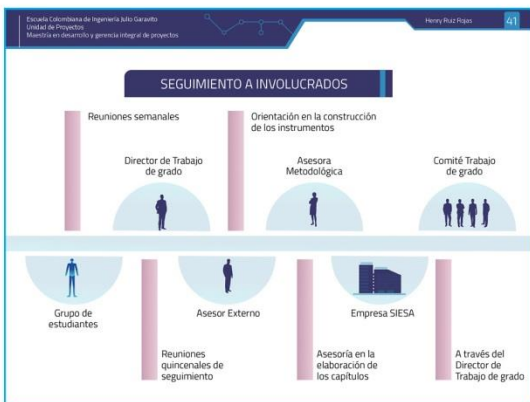 Escuela Colombiana de Ingeniería Julio Garavito
Unidad de Proyectos
Maestría en desarrollo y gerencia integral de proyectos
Henry Ruiz Rojas
41
SEGUIMIENTO A INVOLUCRADOS
Reuniones semanales
Orientación en la construcción
de los instrumentos
Director de Trabajo
de grado
Asesora
Metodológica
Comité Trabajo
de grado
Grupo de
estudiantes
Asesor Externo
Empresa SIESA
Reuniones
quincenales de
seguimiento
Asesoría en la
elaboración de
los capítulos
A través del
Director de
Trabajo de grado